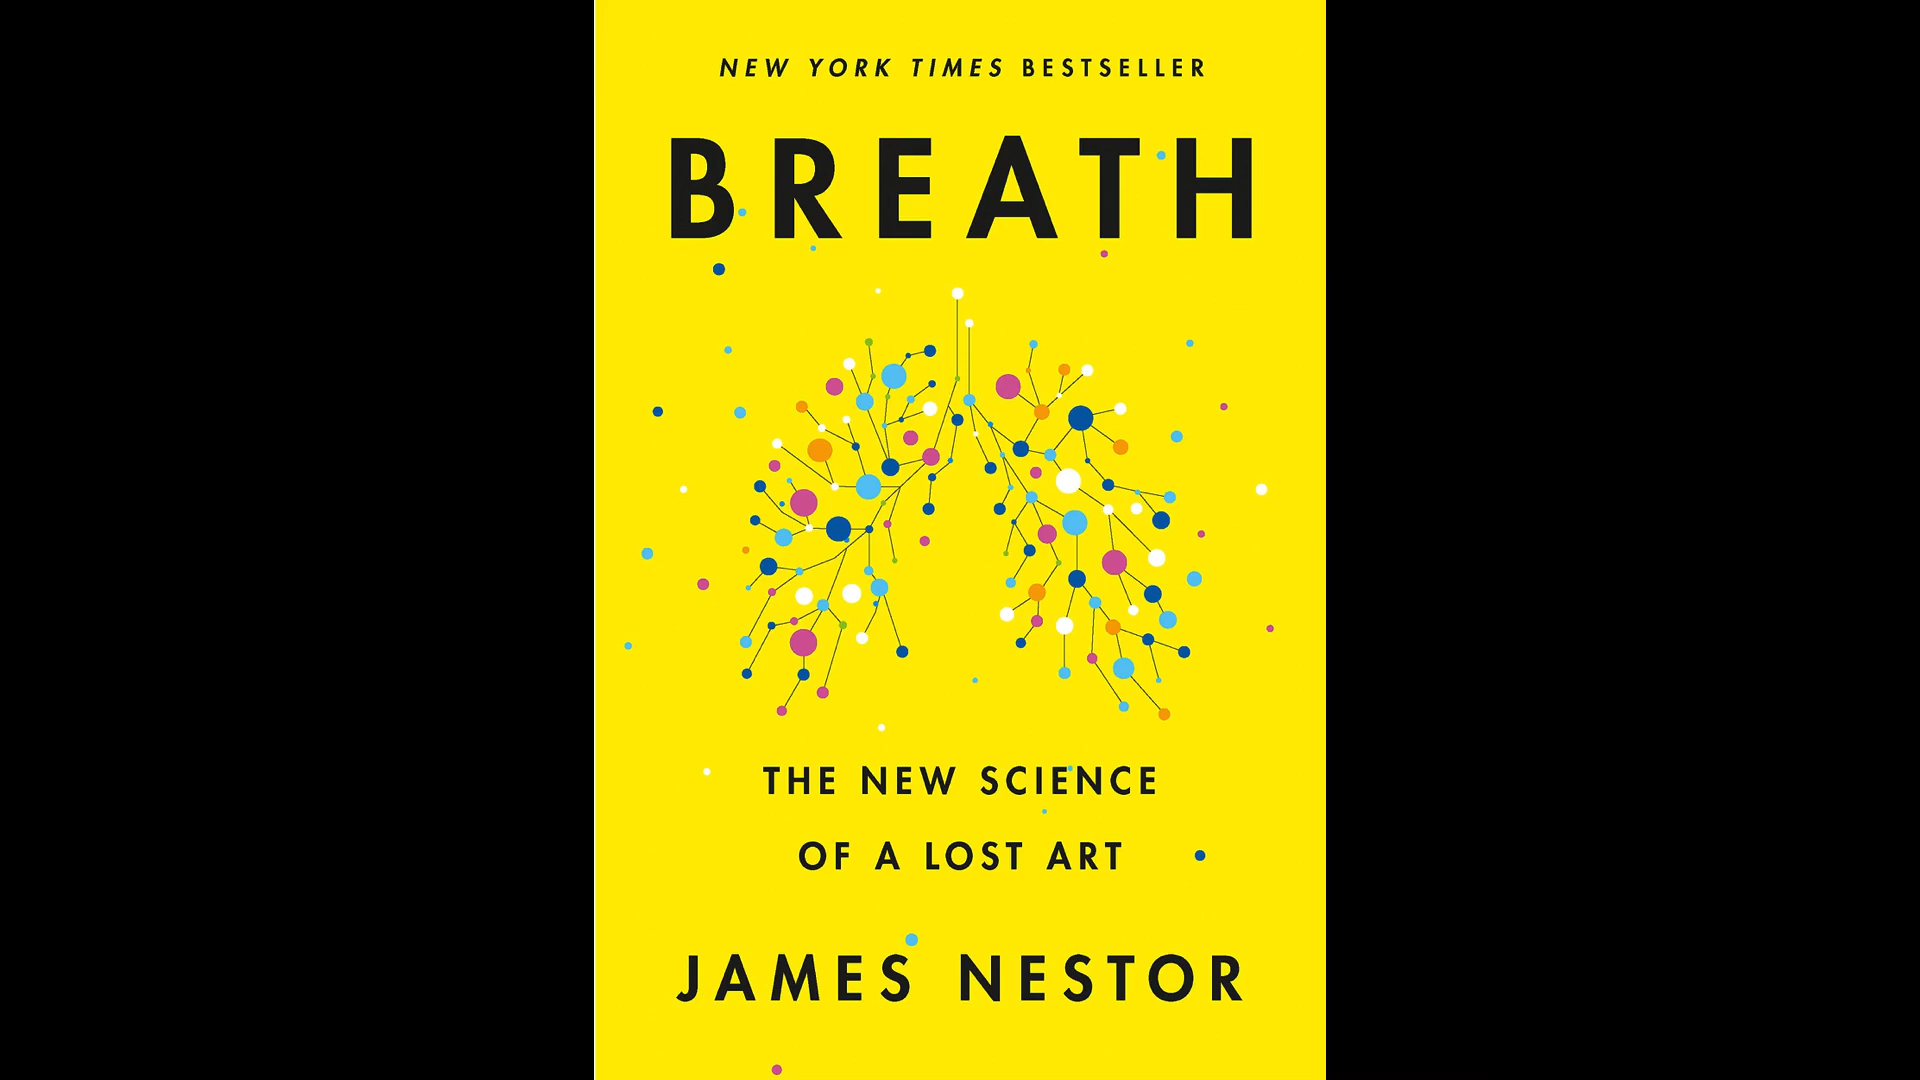 NEW YORK TIMES BESTSELLER
BREATH
THE NEW SCIENCE
OF A LOST ART
JAMES NESTOR